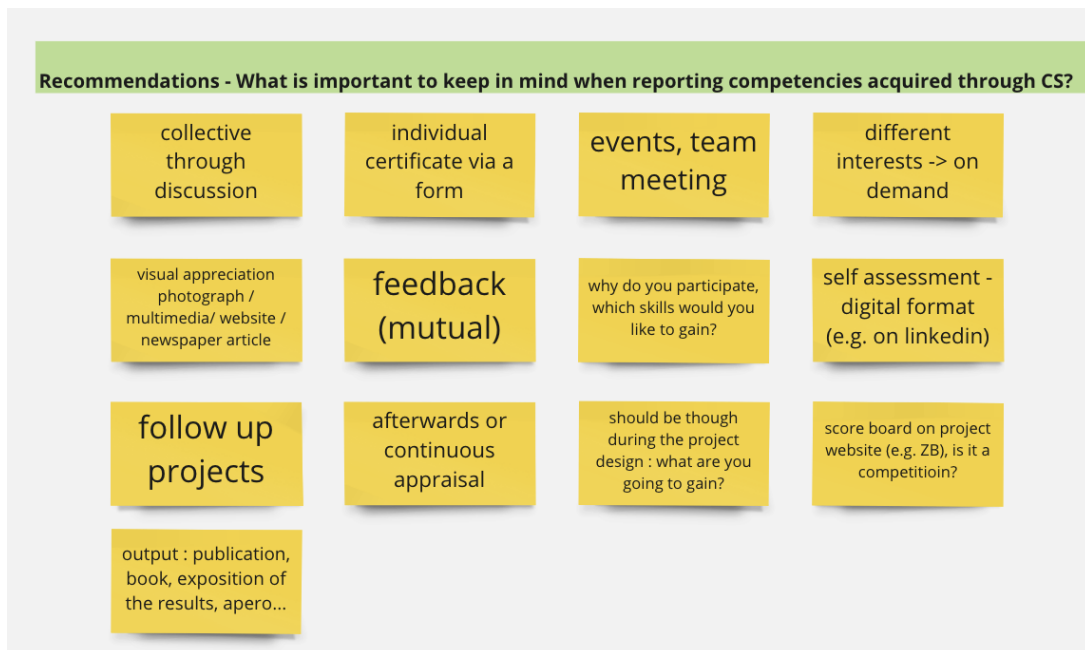 Recommendations - What is important to keep in mind when reporting competencies acquired through CS?
collective
through
discussion
individual
certificate via a
form
events, team
meeting
different
interests -> on
demand
visual appreciation
photograph /
multimedia/ website /
newspaper article
feedback
(mutual)
why do you participate,
which skills would you
like to gain?
self assessment -
digital format
(e.g. on linkedin)
follow up
projects
afterwards or
continuous
appraisal
should be though
during the project
design : what are you
going to gain?
score board on project
website (e.g. ZB), is it a
competitioin?
output : publication,
book, exposition of
the results, apero...